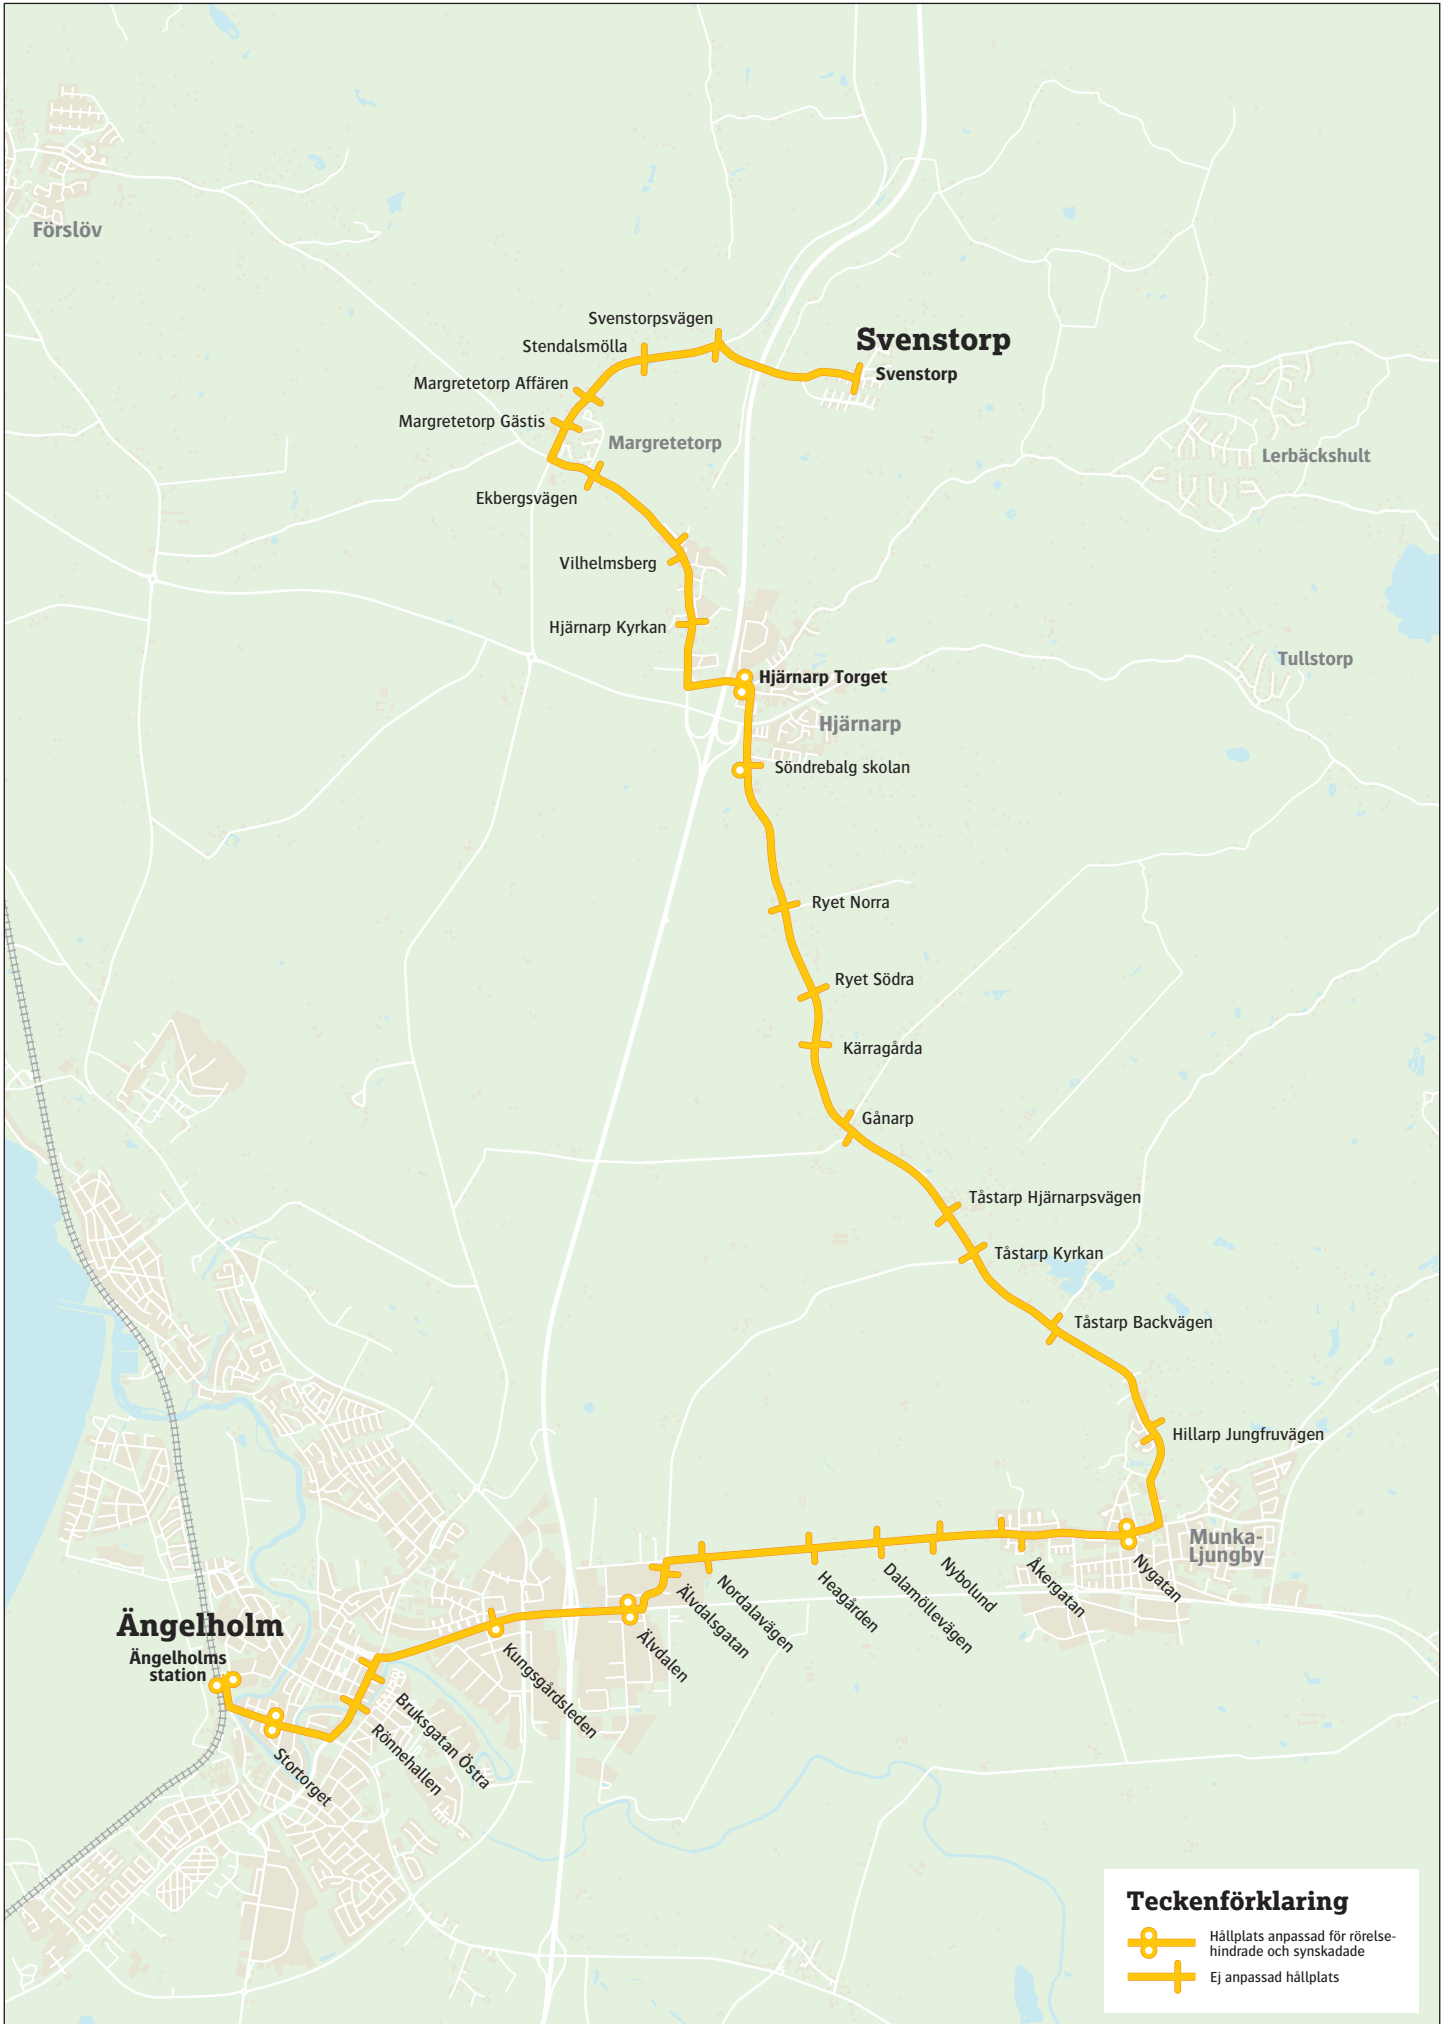 Förslöv
Svenstorpsvägen
Svenstorp
Stendalsmölla
Svenstorp
Margretetorp Affären
Margretetorp Gästis
Margretetorp
Lerbäckshult
Ekbergsvägen
Vilhelmsberg
Hjärnarp Kyrkan
Tullstorp
Hjärnarp Torget
Hjärnarp
Söndrebalg skolan
Ryet Norra
Ryet Södra
Kärragårda
Gånarp
Tåstarp Hjärnarpsvägen
Tåstarp Kyrkan
Tåstarp Backvägen
Hillarp Jungfruvägen
Munka-
Ljungby
Nygatan
Åkergatan
Nybolund
Dalamöllevägen
Heagården
Nordalavägen
Älvdalsgatan
Älvdalen
Kungsgårdsleden
Bruksgatan Östra
Rönnehallen
Stortorget
Ängelholm
Ängelholms
station
Teckenförklaring
Hållplats anpassad för rörelse-
hindrade och synskadade
Ej anpassad hållplats